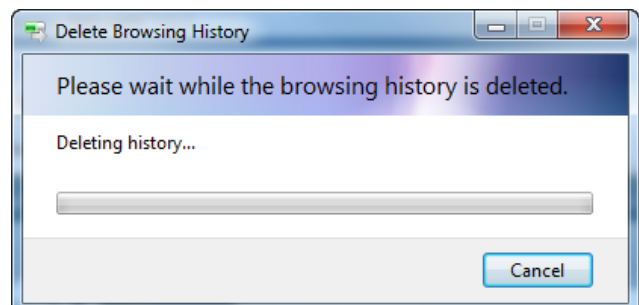 Delete Browsing History
Please wait while the browsing history is deleted.
Deleting history...
Cancel